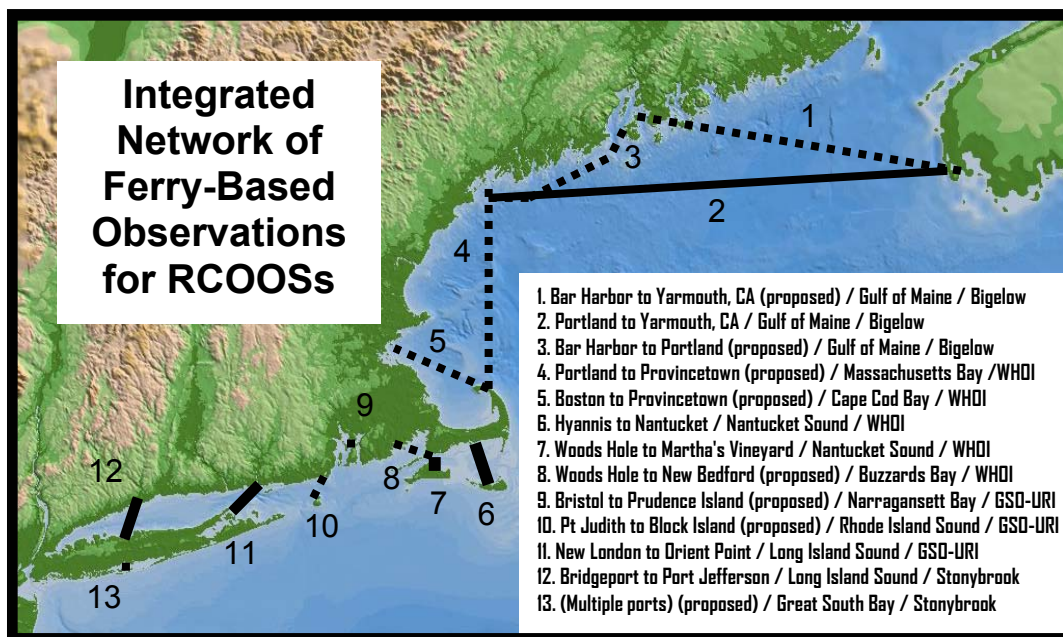 Integrated
Network of
Ferry-Based
Observations
for RCOOSs
1
3
2
4
5
9
12
8
7
6
10
11
13
1. Bar Harbor to Yarmouth, CA (proposed) / Gulf of Maine / Bigelow
2. Portland to Yarmouth, CA / Gulf of Maine / Bigelow
3. Bar Harbor to Portland (proposed) / Gulf of Maine / Bigelow
4. Portland to Provincetown (proposed) / Massachusetts Bay /WHOI
5. Boston to Provincetown (proposed) / Cape Cod Bay / WHOI
6. Hyannis to Nantucket / Nantucket Sound / WHOI
7. Woods Hole to Martha's Vineyard / Nantucket Sound / WHOI
8. Woods Hole to New Bedford (proposed) / Buzzards Bay / WHOI
9. Bristol to Prudence Island (proposed) / Narragansett Bay / GSO-URI
10. Pt Judith to Block Island (proposed) / Rhode Island Sound / GSO-URI
11. New London to Orient Point / Long Island Sound / GSO-URI
12. Bridgeport to Port Jefferson / Long Island Sound / Stonybrook
13. (Multiple ports) (proposed) / Great South Bay / Stonybrook